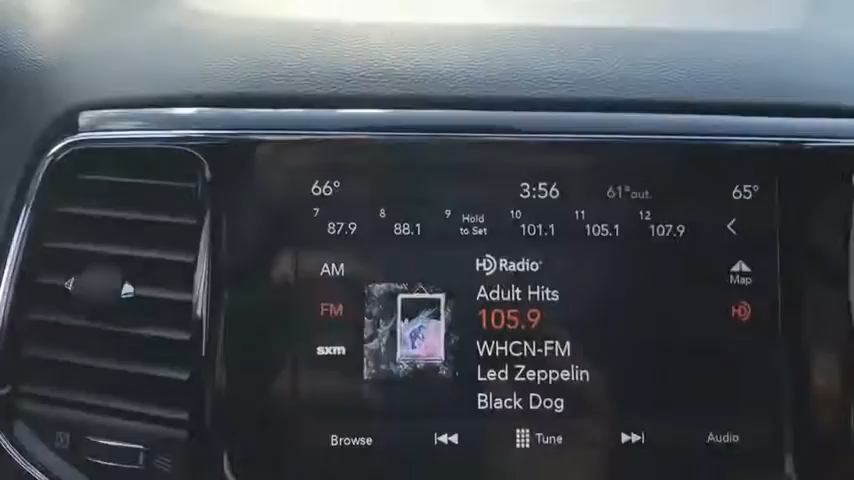 66° 3:56 61° out. 65°
7 87.9 8 88.1 9 Hold to Set 10 101.1 11 105.1 12 107.9
AM
FM
sxm
HD Radio
Adult Hits
105.9
WHCN-FM
Led Zeppelin
Black Dog
Map
HD
Browse Tune Audio